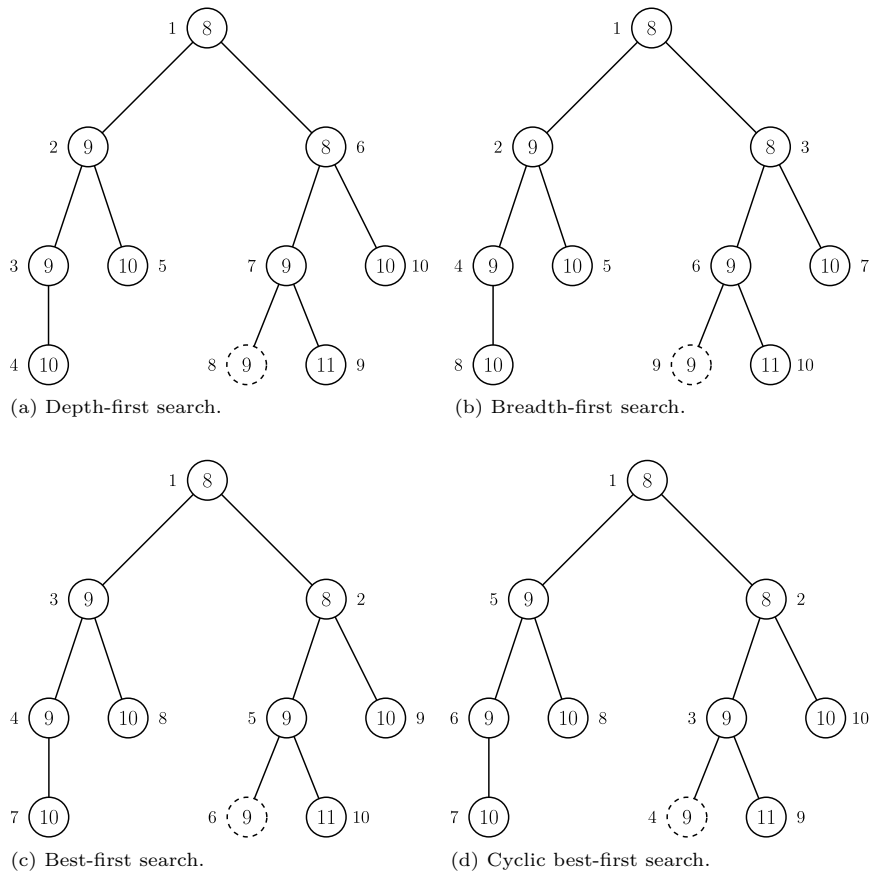 1 8 1 8
2 9 8 6 2 9 8 3
3 9 10 5 7 9 10 10 4 9 10 5 6 9 10 7
4 10 8 9 11 9 8 10 9 9 11 10
(a) Depth-first search. (b) Breadth-first search.
1 8 1 8
3 9 8 2 5 9 8 2
4 9 10 8 5 9 10 9 6 9 10 8 3 9 10 10
7 10 6 9 11 10 7 10 4 9 11 9
(c) Best-first search. (d) Cyclic best-first search.